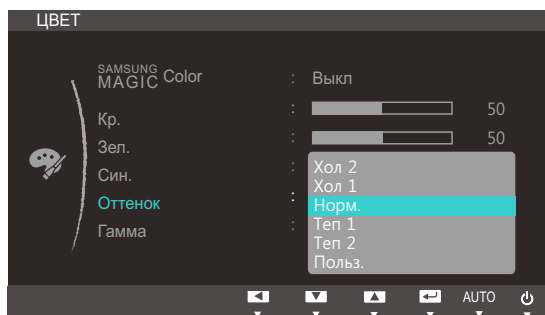 ЦВЕТ
SAMSUNG MAGIC Color : Выкл
Кр. : 50
Зел. : 50
Син. :
Оттенок :
Гамма :
Хол 2
Хол 1
Норм.
Теп 1
Теп 2
Польз.
AUTO